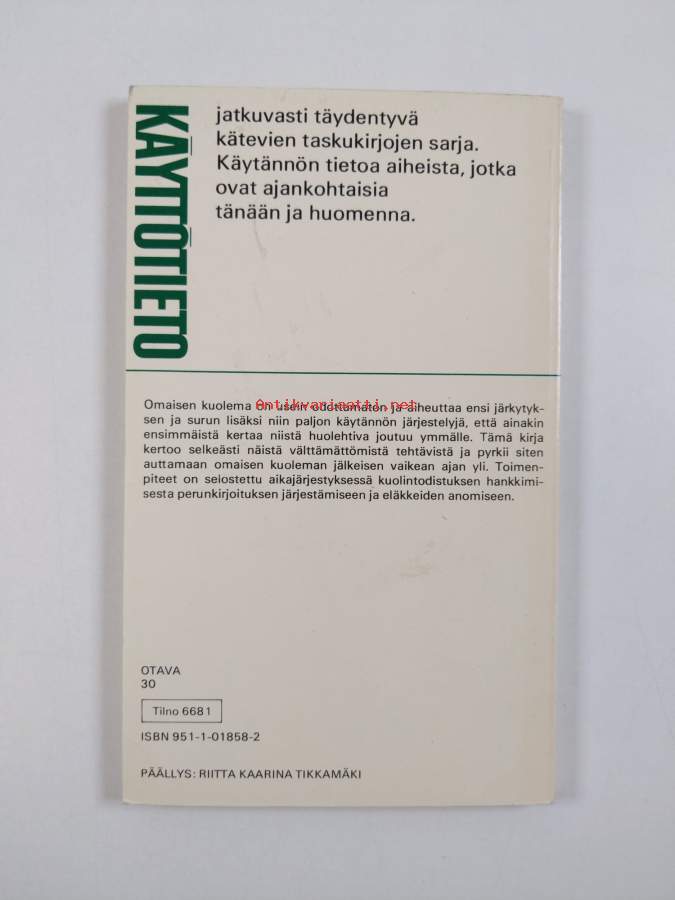 KÄYTTÖTIETO
jatkuvasti täydentyvä
kätevien taskukirjojen sarja.
Käytännön tietoa aiheista, jotka
ovat ajankohtaisia
tänään ja huomenna.
Antikvariaatti.net
Omaisen kuolema on usein odottamaton ja aiheuttaa ensi järkytyk-
sen ja surun lisäksi niin paljon käytännön järjestelyjä, että ainakin
ensimmäistä kertaa niistä huolehtiva joutuu ymmälle. Tämä kirja
kertoo selkeästi näistä välttämättömistä tehtävistä ja pyrkii siten
auttamaan omaisen kuoleman jälkeisen vaikean ajan yli. Toimen-
piteet on seiostettu aikajärjestyksessä kuolintodistuksen hankkimi-
sesta perunkirjoituksen järjestämiseen ja eläkkeiden anomiseen.
OTAVA
30
Tilno 6681
ISBN 951-1-01858-2
PÄÄLLYS: RIITTA KAARINA TIKKAMÄKI